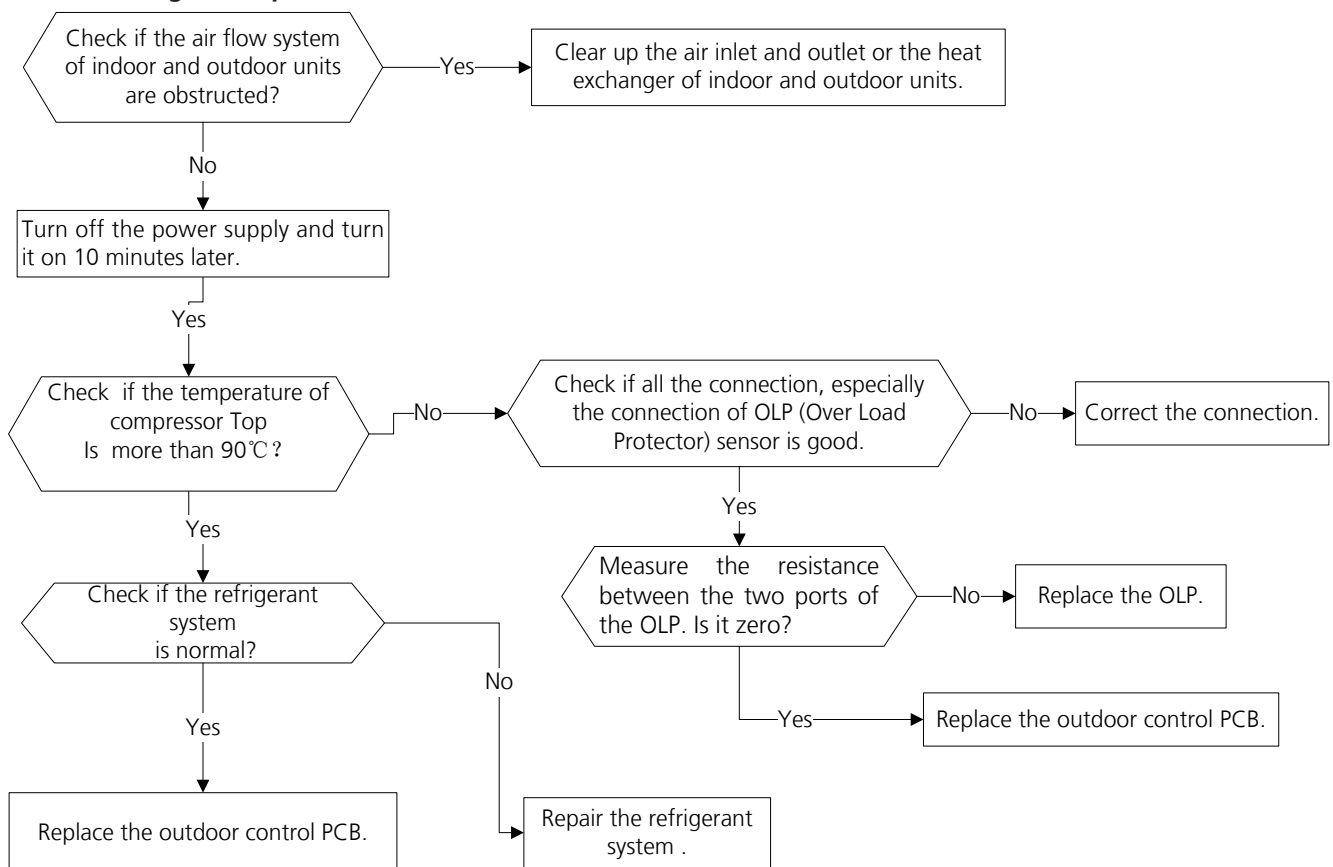 Check if the air flow system
of indoor and outdoor units
are obstructed?
Yes
Clear up the air inlet and outlet or the heat
exchanger of indoor and outdoor units.
No
Turn off the power supply and turn
it on 10 minutes later.
Yes
Check if the temperature of
compressor Top
Is more than 90℃?
No
Check if all the connection, especially
the connection of OLP (Over Load
Protector) sensor is good.
No
Correct the connection.
Yes
Yes
Measure the resistance
between the two ports of
the OLP. Is it zero?
No
Replace the OLP.
Check if the refrigerant
system
is normal?
No
Yes
Replace the outdoor control PCB.
Yes
Replace the outdoor control PCB.
Repair the refrigerant
system .